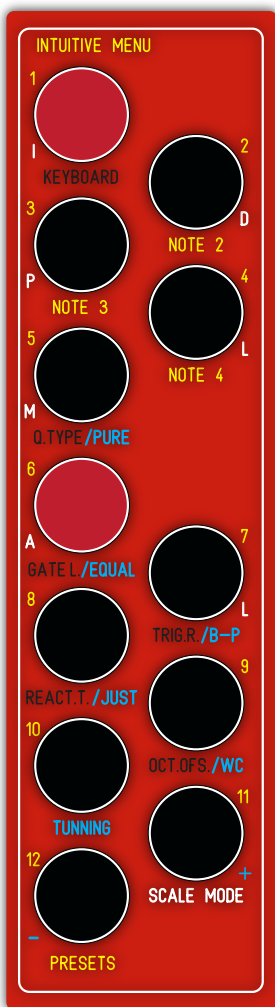 INTUITIVE MENU
1
I
KEYBOARD
2
D
NOTE 2
3
P
NOTE 3
4
L
NOTE 4
5
M
Q.TYPE/PURE
6
A
GATE L./EQUAL
7
L
TRIG.R./B-P
8
REACT.T./JUST
9
OCT.OFS./WC
10
TUNNING
11
+
SCALE MODE
12
-
PRESETS